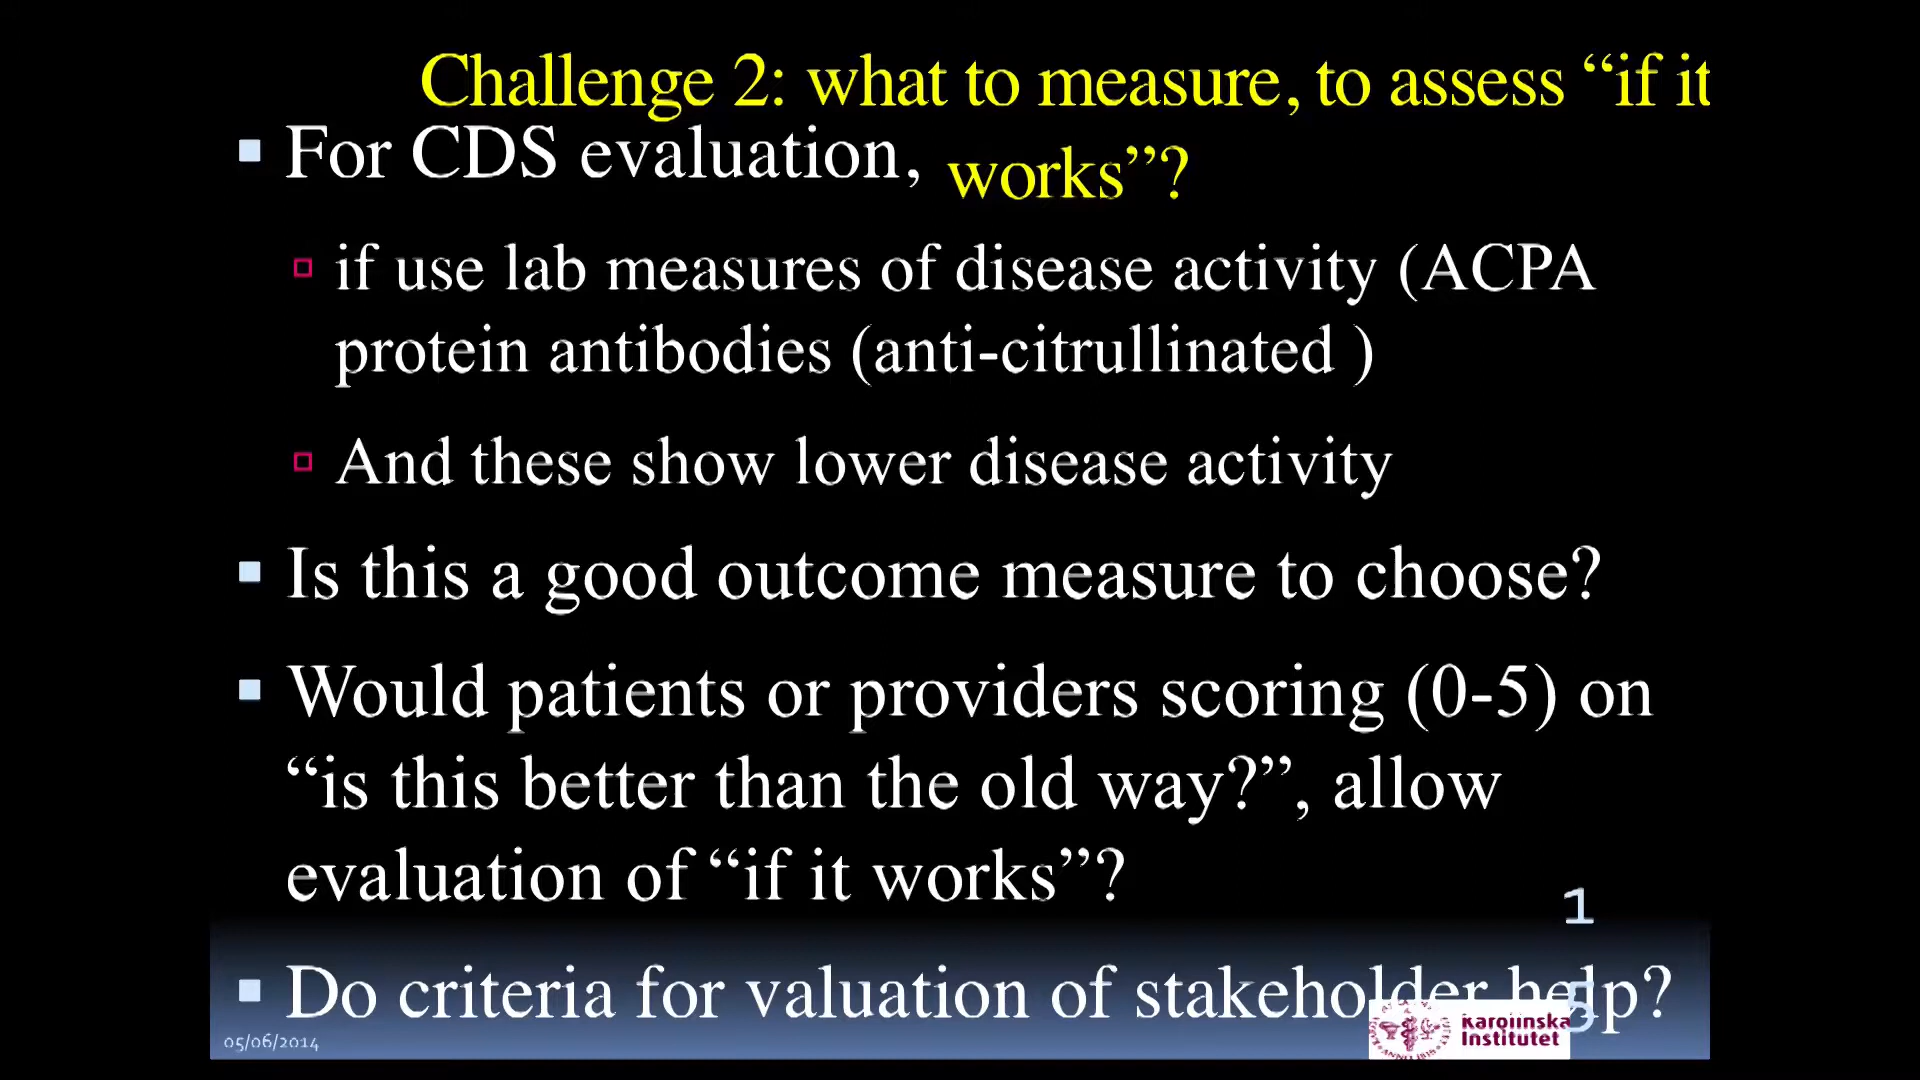 Challenge 2: what to measure, to assess “if it
works”?
For CDS evaluation,
if use lab measures of disease activity (ACPA
protein antibodies (anti-citrullinated )
And these show lower disease activity
Is this a good outcome measure to choose?
Would patients or providers scoring (0-5) on
“is this better than the old way?”, allow
evaluation of “if it works”?
Do criteria for valuation of stakeholder help?
1
5
05/06/2014
Karolinska
Institutet